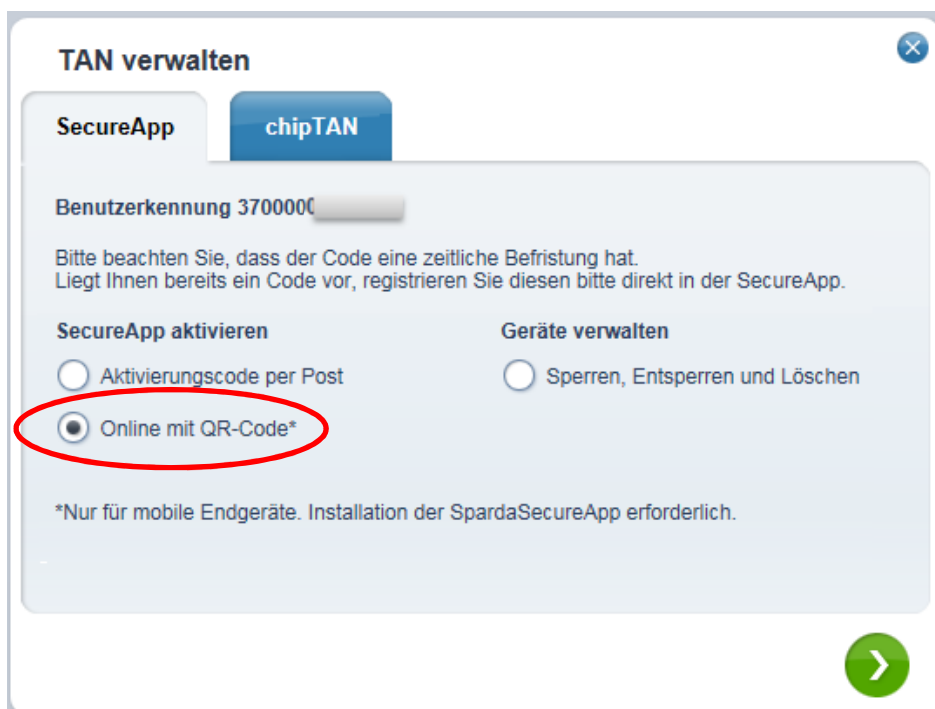 TAN verwalten
SecureApp
chipTAN
Benutzerkennung 3700000
Bitte beachten Sie, dass der Code eine zeitliche Befristung hat.
Liegt Ihnen bereits ein Code vor, registrieren Sie diesen bitte direkt in der SecureApp.
SecureApp aktivieren
Geräte verwalten
Aktivierungscode per Post
Sperren, Entsperren und Löschen
Online mit QR-Code*
*Nur für mobile Endgeräte. Installation der SpardaSecureApp erforderlich.